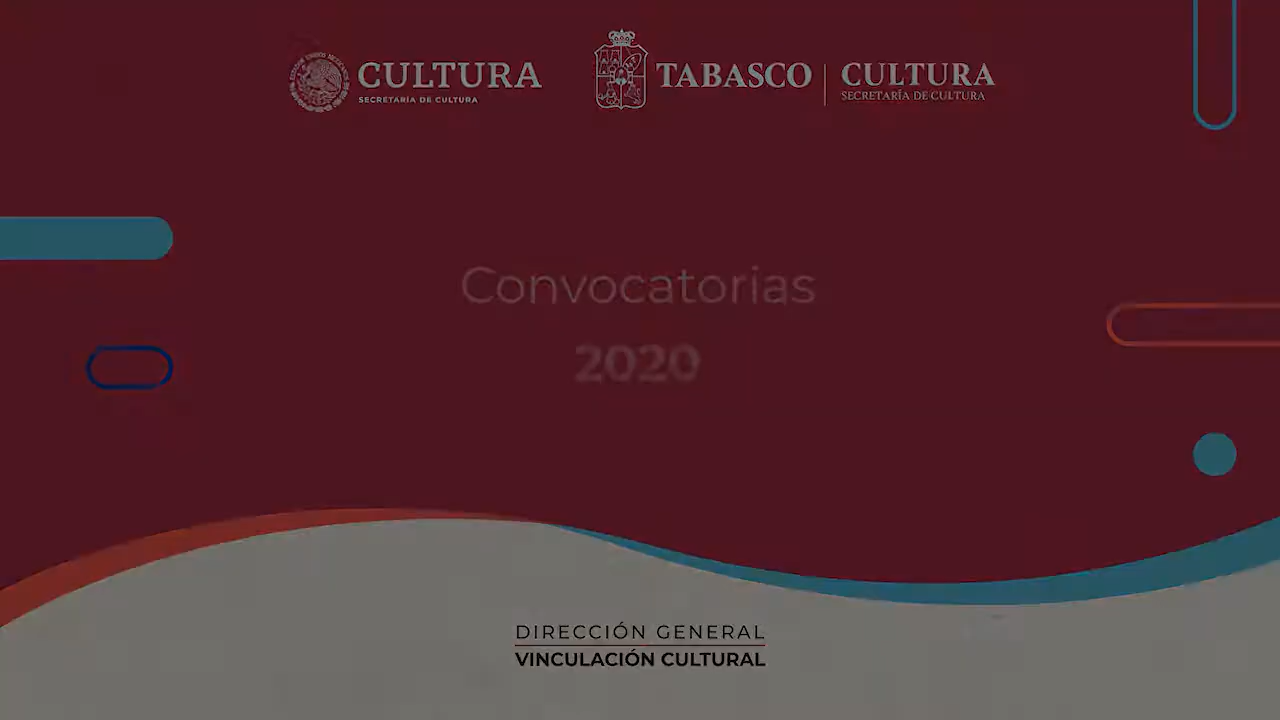 CULTURA
SECRETARÍA DE CULTURA
TABASCO
CULTURA
SECRETARÍA DE CULTURA
Convocatorias
2020
DIRECCIÓN GENERAL
VINCULACIÓN CULTURAL